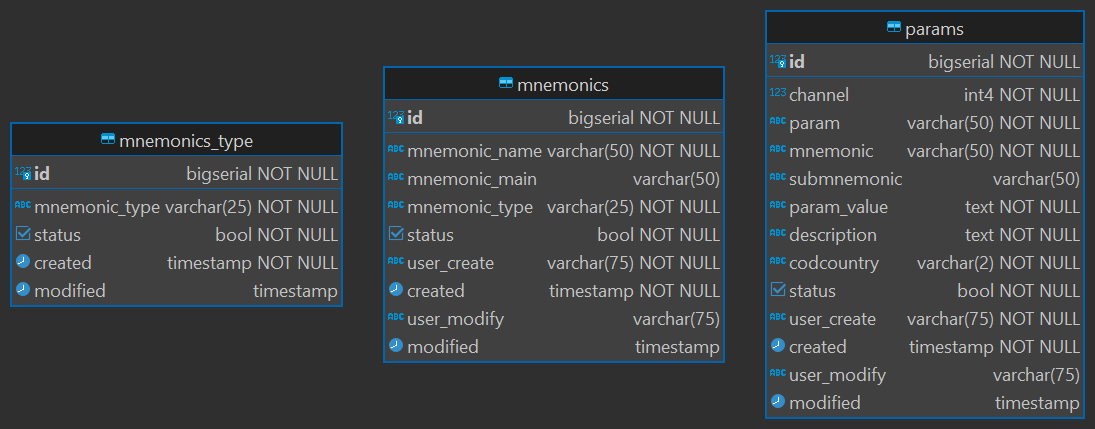 mnemonics_type
id bigserial NOT NULL
mnemonic_type varchar(25) NOT NULL
status bool NOT NULL
created timestamp NOT NULL
modified timestamp
mnemonics
id bigserial NOT NULL
mnemonic_name varchar(50) NOT NULL
mnemonic_main varchar(50)
mnemonic_type varchar(25) NOT NULL
status bool NOT NULL
user_create varchar(75) NOT NULL
created timestamp NOT NULL
user_modify varchar(75)
modified timestamp
params
id bigserial NOT NULL
channel int4 NOT NULL
param varchar(50) NOT NULL
mnemonic varchar(50) NOT NULL
submnemonic varchar(50)
param_value text NOT NULL
description text NOT NULL
codcountry varchar(2) NOT NULL
status bool NOT NULL
user_create varchar(75) NOT NULL
created timestamp NOT NULL
user_modify varchar(75)
modified timestamp